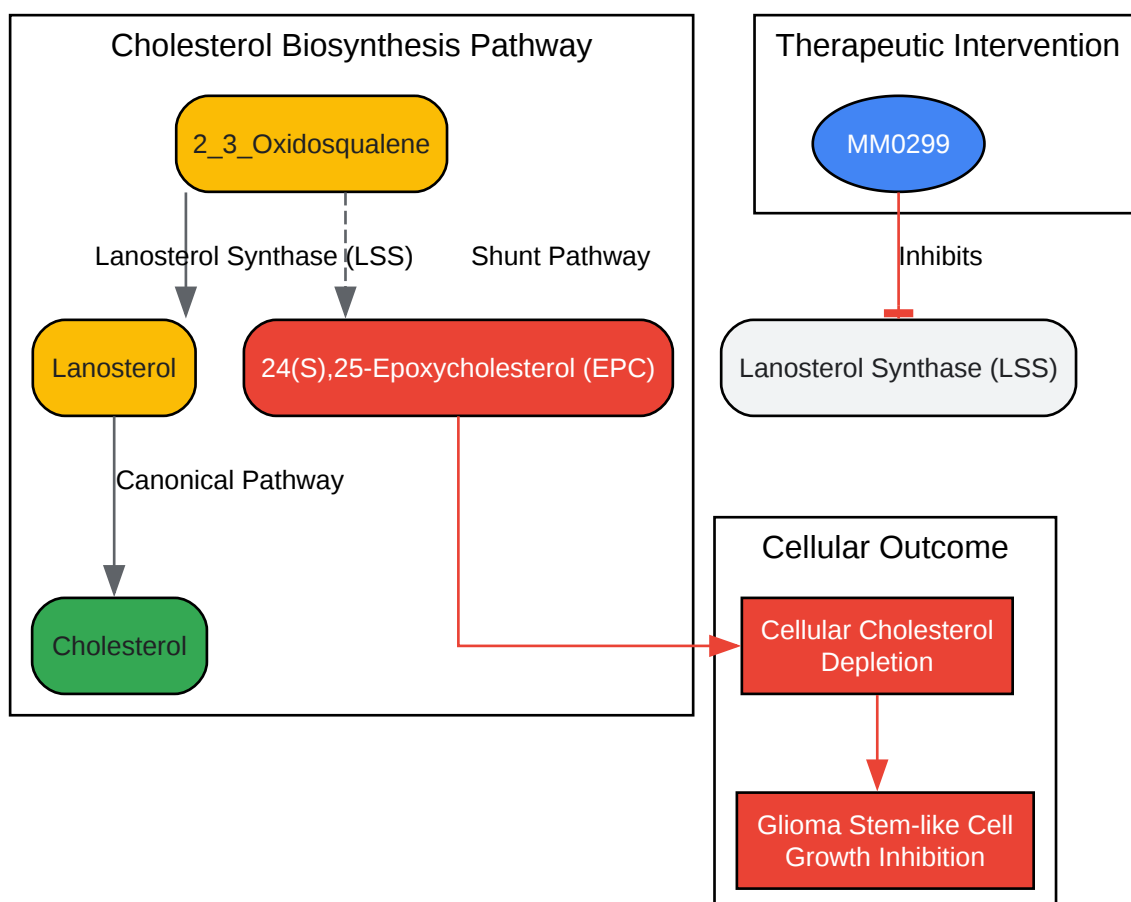 Cholesterol Biosynthesis Pathway
Therapeutic Intervention
2_3_Oxidosqualene
MM0299
Lanosterol Synthase (LSS)
Shunt Pathway
Inhibits
Lanosterol
24(S),25-Epoxycholesterol (EPC)
Lanosterol Synthase (LSS)
Canonical Pathway
Cellular Outcome
Cholesterol
Cellular Cholesterol
Depletion
Glioma Stem-like Cell
Growth Inhibition